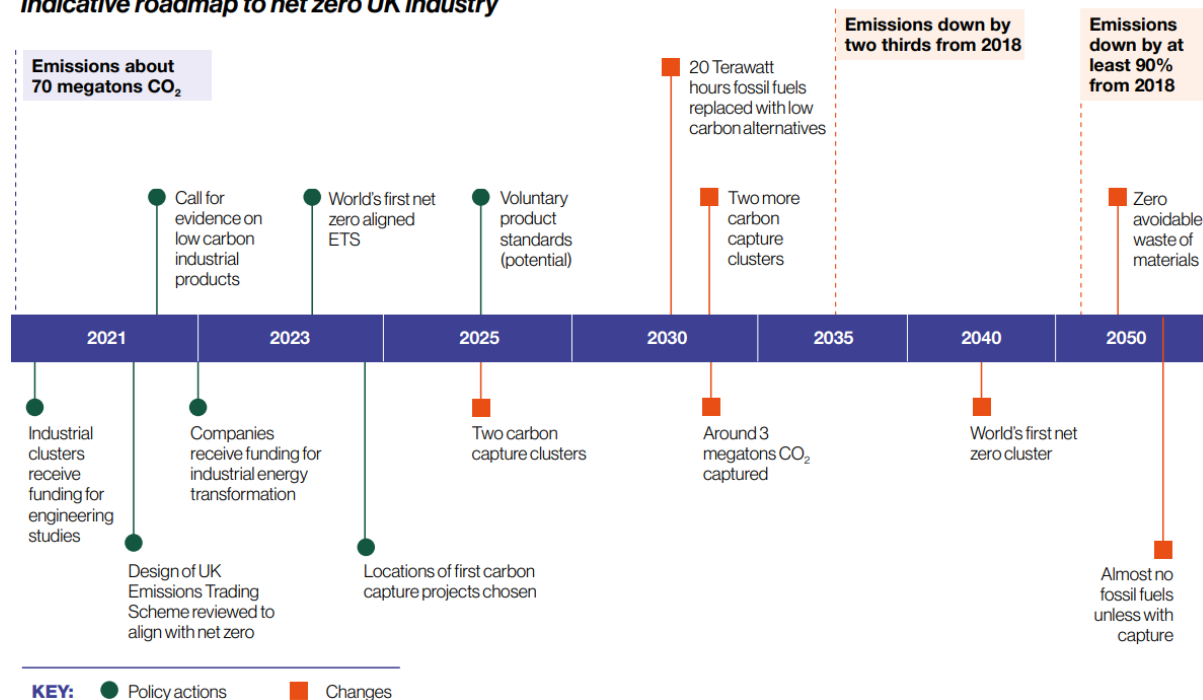 Indicative roadmap to net zero UK industry
Emissions about
70 megatons CO₂
Emissions down by
two thirds from 2018
Emissions
down by at
least 90%
from 2018
20 Terawatt
hours fossil fuels
replaced with low
carbon alternatives
Call for
evidence on
low carbon
industrial
products
World's first net
zero aligned
ETS
Voluntary
product
standards
(potential)
Two more
carbon
capture
clusters
Zero
avoidable
waste of
materials
2021
2023
2025
2030
2035
2040
2050
Industrial
clusters
receive
funding for
engineering
studies
Companies
receive funding for
industrial energy
transformation
Two carbon
capture clusters
Around 3
megatons CO₂
captured
World's first net
zero cluster
Design of UK
Emissions Trading
Scheme reviewed to
align with net zero
Locations of first carbon
capture projects chosen
Almost no
fossil fuels
unless with
capture
KEY:
Policy actions
Changes